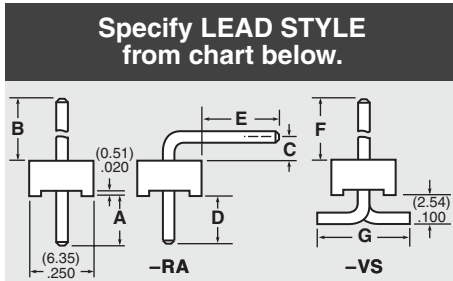 Specify LEAD STYLE
from chart below.
B
(0.51)
.020
A
(6.35)
.250
E
C
D
–RA
F
(2.54)
.100
G
–VS